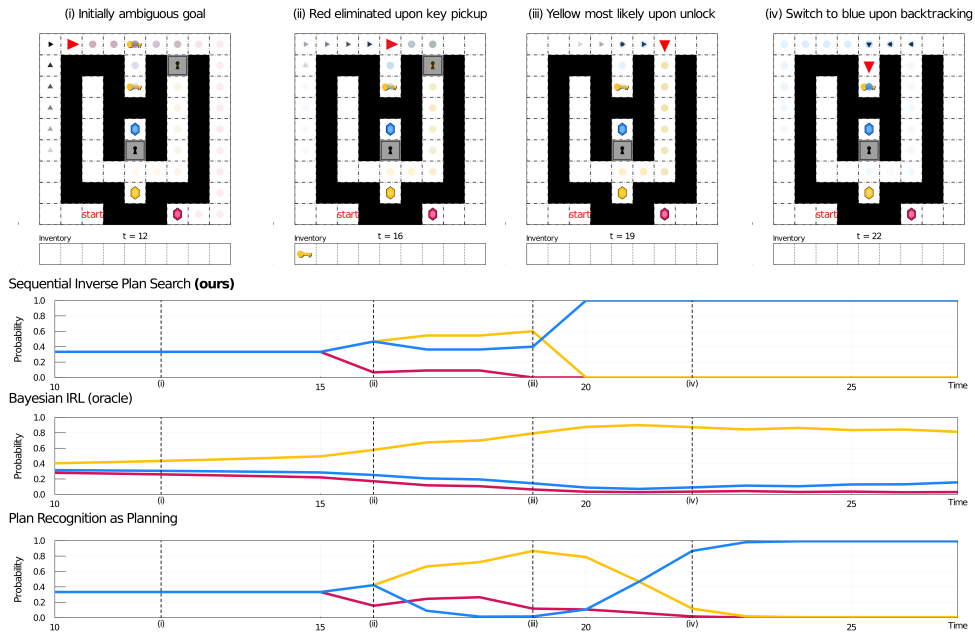 (i) Initially ambiguous goal
(ii) Red eliminated upon key pickup
(iii) Yellow most likely upon unlock
(iv) Switch to blue upon backtracking
start
start
start
start
Inventory
t = 12
Inventory
t = 16
Inventory
t = 19
Inventory
t = 22
Sequential Inverse Plan Search (ours)
Probability
1.0
0.8
0.6
0.4
0.2
0.0
10
(i)
15
(ii)
(iii)
20
(iv)
25
Time
Bayesian IRL (oracle)
Probability
1.0
0.8
0.6
0.4
0.2
0.0
10
(i)
15
(ii)
(iii)
20
(iv)
25
Time
Plan Recognition as Planning
Probability
1.0
0.8
0.6
0.4
0.2
0.0
10
(i)
15
(ii)
(iii)
20
(iv)
25
Time